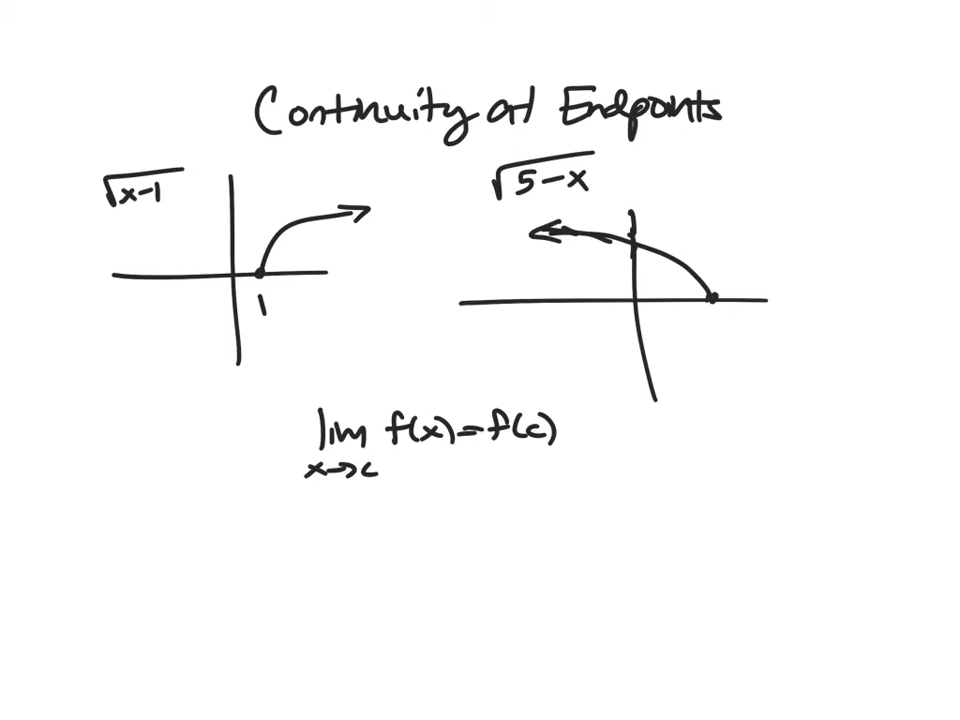 Continuity at Endpoints
√x-1
√5-x
1
lim f(x)=f(c)
x→c